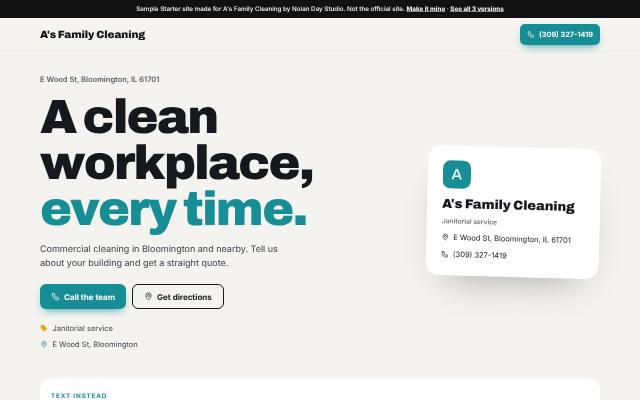 Sample Starter site made for A's Family Cleaning by Nolan Day Studio. Not the official site. Make it mine · See all 3 versions
A's Family Cleaning
(309) 327-1419
E Wood St, Bloomington, IL 61701
A clean
workplace,
every time.
Commercial cleaning in Bloomington and nearby. Tell us
about your building and get a straight quote.
Call the team
Get directions
Janitorial service
E Wood St, Bloomington
A
A's Family Cleaning
Janitorial service
E Wood St, Bloomington, IL 61701
(309) 327-1419
TEXT INSTEAD